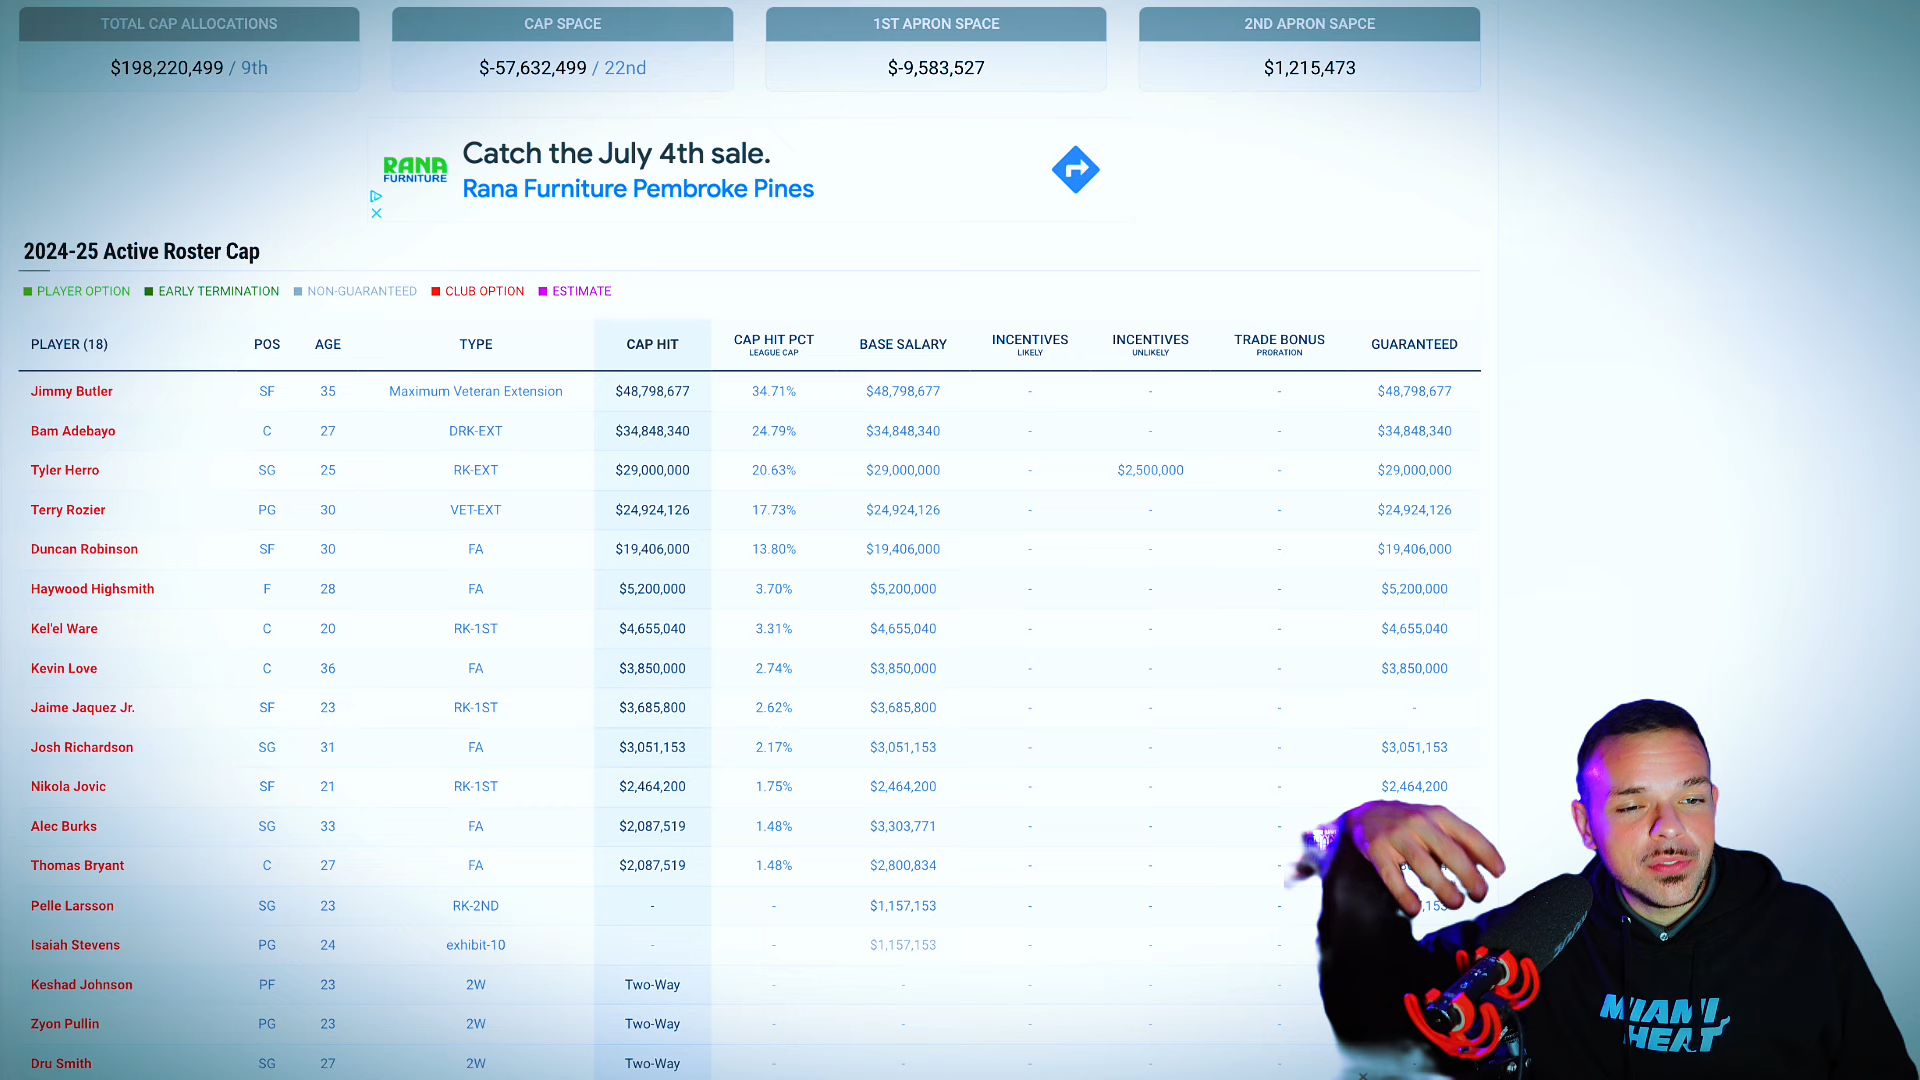 TOTAL CAP ALLOCATIONS CAP SPACE 1ST APRON SPACE 2ND APRON SAPCE
$198,220,499 / 9th $-57,632,499 / 22nd $-9,583,527 $1,215,473
RANA FURNITURE
Catch the July 4th sale.
Rana Furniture Pembroke Pines
2024-25 Active Roster Cap
PLAYER OPTION EARLY TERMINATION NON-GUARANTEED CLUB OPTION ESTIMATE
PLAYER (18) POS AGE TYPE CAP HIT CAP HIT PCT LEAGUE CAP BASE SALARY INCENTIVES LIKELY INCENTIVES UNLIKELY TRADE BONUS PRORATION GUARANTEED
Jimmy Butler SF 35 Maximum Veteran Extension $48,798,677 34.71% $48,798,677 - - - $48,798,677
Bam Adebayo C 27 DRK-EXT $34,848,340 24.79% $34,848,340 - - - $34,848,340
Tyler Herro SG 25 RK-EXT $29,000,000 20.63% $29,000,000 - $2,500,000 - $29,000,000
Terry Rozier PG 30 VET-EXT $24,924,126 17.73% $24,924,126 - - - $24,924,126
Duncan Robinson SF 30 FA $19,406,000 13.80% $19,406,000 - - - $19,406,000
Haywood Highsmith F 28 FA $5,200,000 3.70% $5,200,000 - - - $5,200,000
Kel'el Ware C 20 RK-1ST $4,655,040 3.31% $4,655,040 - - - $4,655,040
Kevin Love C 36 FA $3,850,000 2.74% $3,850,000 - - - $3,850,000
Jaime Jaquez Jr. SF 23 RK-1ST $3,685,800 2.62% $3,685,800 - - - -
Josh Richardson SG 31 FA $3,051,153 2.17% $3,051,153 - - - $3,051,153
Nikola Jovic SF 21 RK-1ST $2,464,200 1.75% $2,464,200 - - - $2,464,200
Alec Burks SG 33 FA $2,087,519 1.48% $3,303,771 - - -
Thomas Bryant C 27 FA $2,087,519 1.48% $2,800,834 - - -
Pelle Larsson SG 23 RK-2ND - - $1,157,153 - - -
Isaiah Stevens PG 24 exhibit-10 - - $1,157,153 - - -
Keshad Johnson PF 23 2W Two-Way - - - - -
Zyon Pullin PG 23 2W Two-Way - - - - -
Dru Smith SG 27 2W Two-Way - - - - -
MIAMI
HEAT